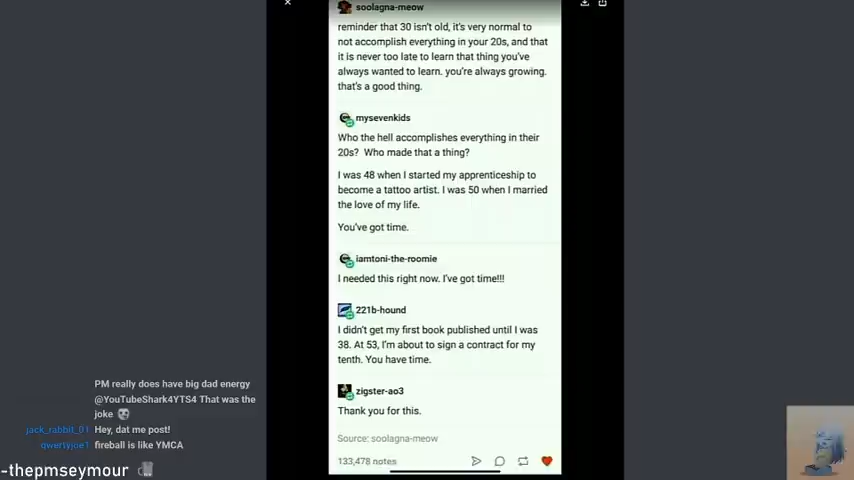 soolagna-meow
reminder that 30 isn't old, it's very normal to
not accomplish everything in your 20s, and that
it is never too late to learn that thing you've
always wanted to learn. you're always growing.
that's a good thing.
mysevenkids
Who the hell accomplishes everything in their
20s? Who made that a thing?
I was 48 when I started my apprenticeship to
become a tattoo artist. I was 50 when I married
the love of my life.
You've got time.
iamtoni-the-roomie
I needed this right now. I've got time!!!
221b-hound
I didn't get my first book published until I was
38. At 53, I'm about to sign a contract for my
tenth. You have time.
zigster-ao3
Thank you for this.
Source: soolagna-meow
133,478 notes
PM really does have big dad energy
@YouTubeShark4YTS4 That was the
joke
jack_rabbit_01 Hey, dat me post!
qwertyjoe1 fireball is like YMCA
-thepmseymour